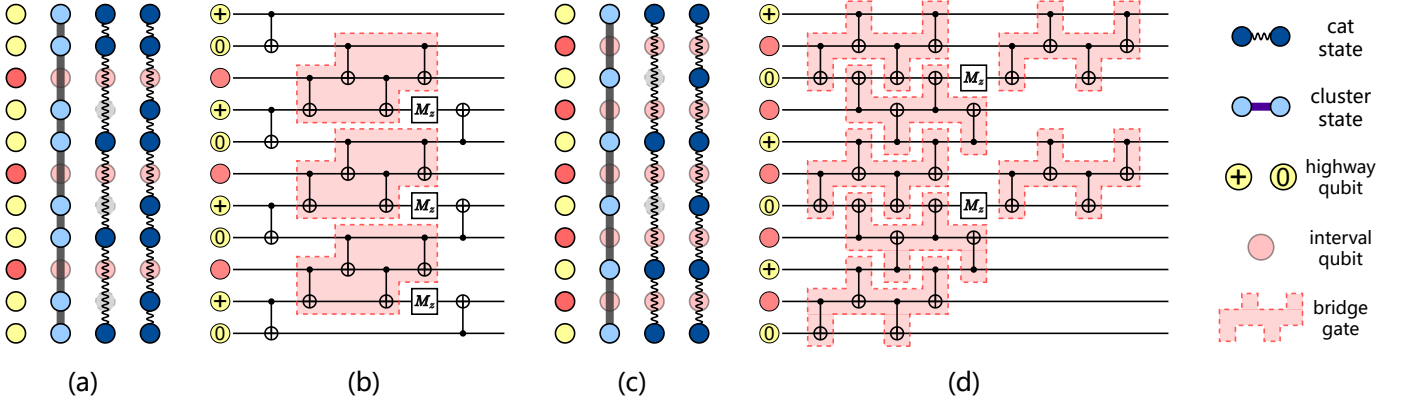 +
0
+
M_z
0
+
M_z
0
+
M_z
0
+
0
M_z
+
0
M_z
+
0
cat
state
cluster
state
+ 0 highway
qubit
interval
qubit
bridge
gate
(a) (b) (c) (d)